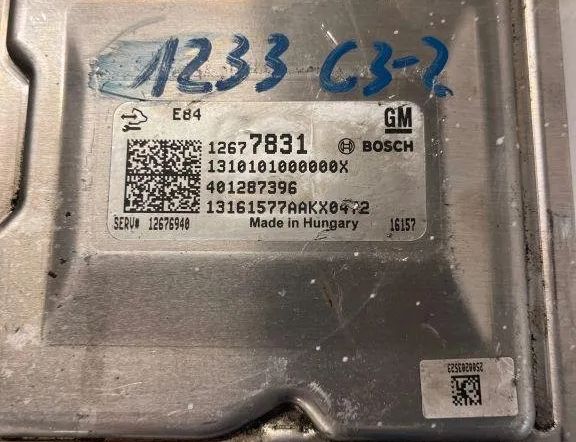 1233 C3-2
E84
GM
12677831 BOSCH
1310101000000X
401287396
13161577AAKX0472
SERV# 12676940 Made in Hungary 16157